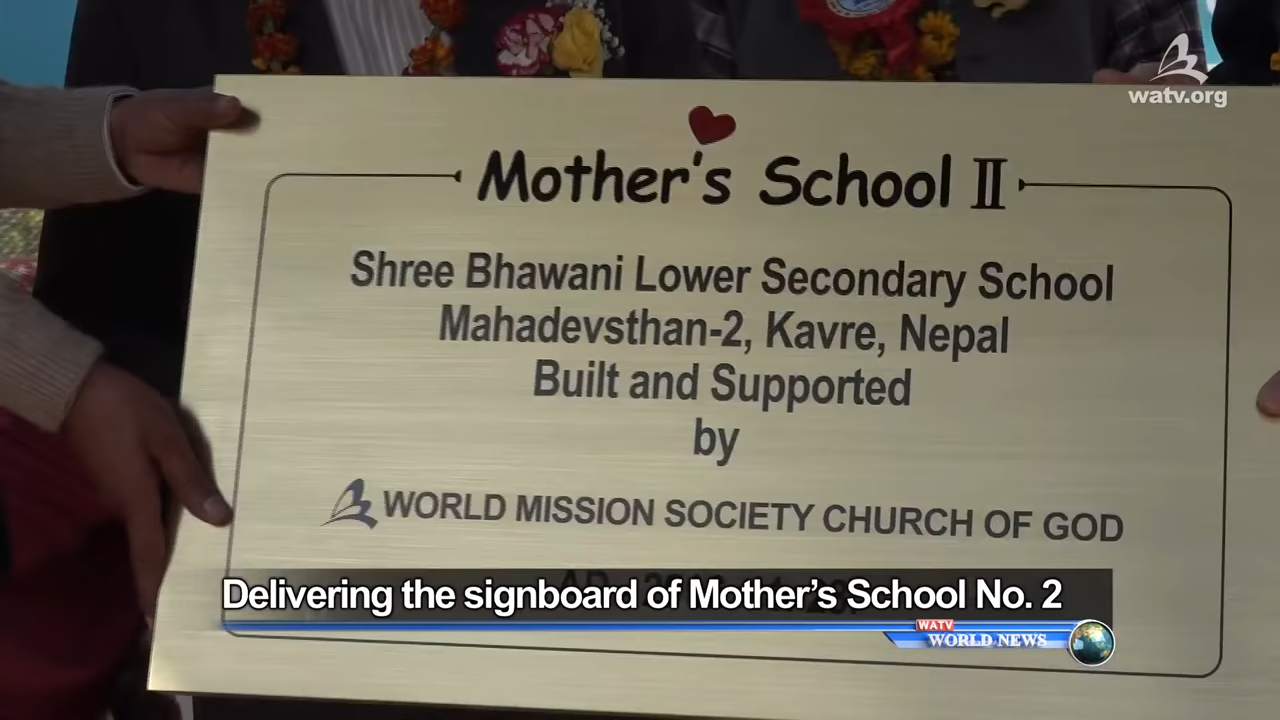 watv.org
Mother's School II
Shree Bhawani Lower Secondary School
Mahadevsthan-2, Kavre, Nepal
Built and Supported
by
WORLD MISSION SOCIETY CHURCH OF GOD
Delivering the signboard of Mother's School No. 2
WATV
WORLD NEWS